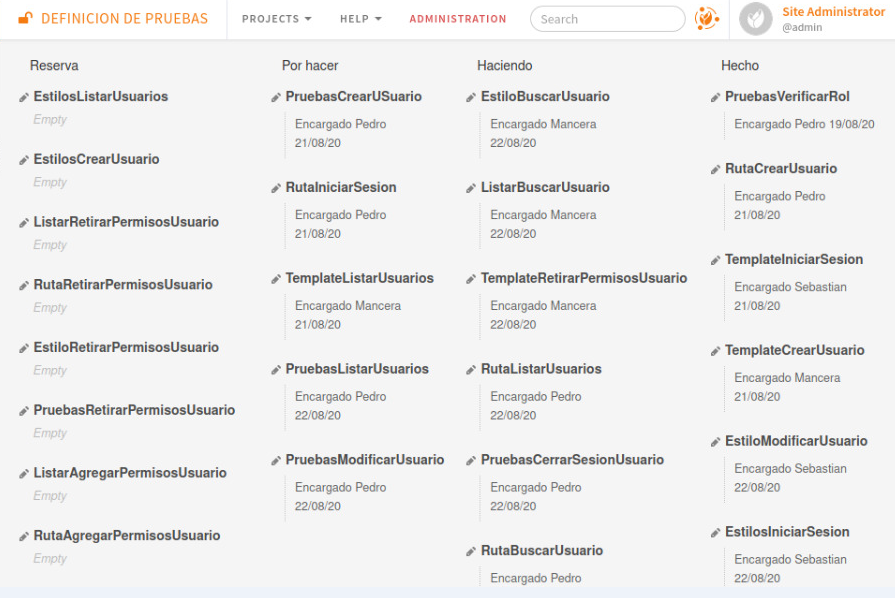 DEFINICION DE PRUEBAS
PROJECTS
HELP
ADMINISTRATION
Search
Site Administrator
@admin
Reserva
EstilosListarUsuarios
Empty
EstilosCrearUsuario
Empty
ListarRetirarPermisosUsuario
Empty
RutaRetirarPermisosUsuario
Empty
EstiloRetirarPermisosUsuario
Empty
PruebasRetirarPermisosUsuario
Empty
ListarAgregarPermisosUsuario
Empty
RutaAgregarPermisosUsuario
Empty
Por hacer
PruebasCrearUSuario
Encargado Pedro
21/08/20
RutaIniciarSesion
Encargado Pedro
21/08/20
TemplateListarUsuarios
Encargado Mancera
21/08/20
PruebasListarUsuarios
Encargado Pedro
22/08/20
PruebasModificarUsuario
Encargado Pedro
22/08/20
Haciendo
EstiloBuscarUsuario
Encargado Mancera
22/08/20
ListarBuscarUsuario
Encargado Mancera
22/08/20
TemplateRetirarPermisosUsuario
Encargado Mancera
22/08/20
RutaListarUsuarios
Encargado Pedro
22/08/20
PruebasCerrarSesionUsuario
Encargado Pedro
22/08/20
RutaBuscarUsuario
Encargado Pedro
Hecho
PruebasVerificarRol
Encargado Pedro 19/08/20
RutaCrearUsuario
Encargado Pedro
21/08/20
TemplateIniciarSesion
Encargado Sebastian
21/08/20
TemplateCrearUsuario
Encargado Mancera
21/08/20
EstiloModificarUsuario
Encargado Sebastian
22/08/20
EstilosIniciarSesion
Encargado Sebastian
22/08/20